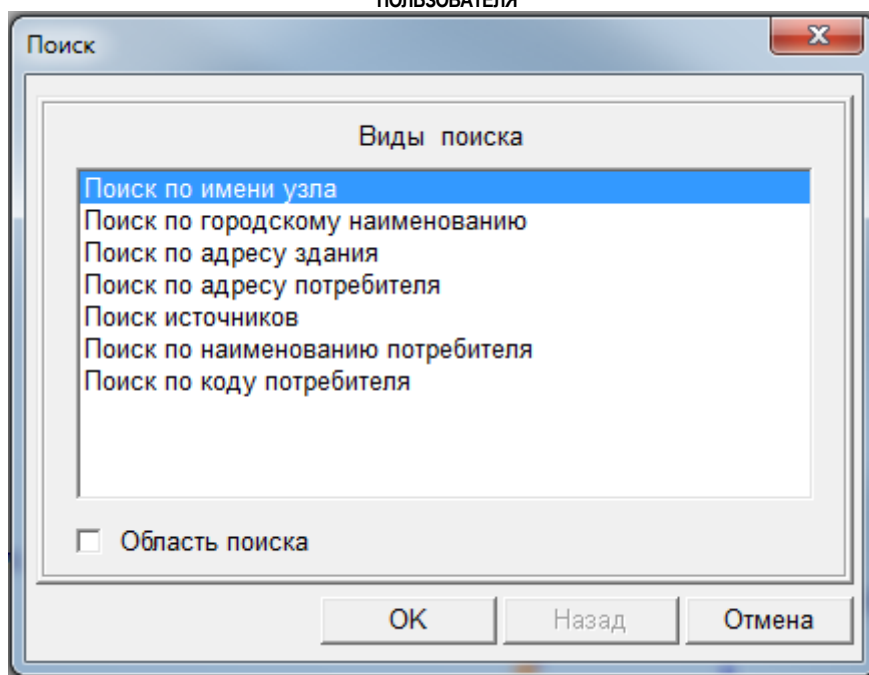 ПОЛЬЗОВАТЕЛЯ
Поиск
Виды поиска
Поиск по имени узла
Поиск по городскому наименованию
Поиск по адресу здания
Поиск по адресу потребителя
Поиск источников
Поиск по наименованию потребителя
Поиск по коду потребителя
Область поиска
OK Назад Отмена